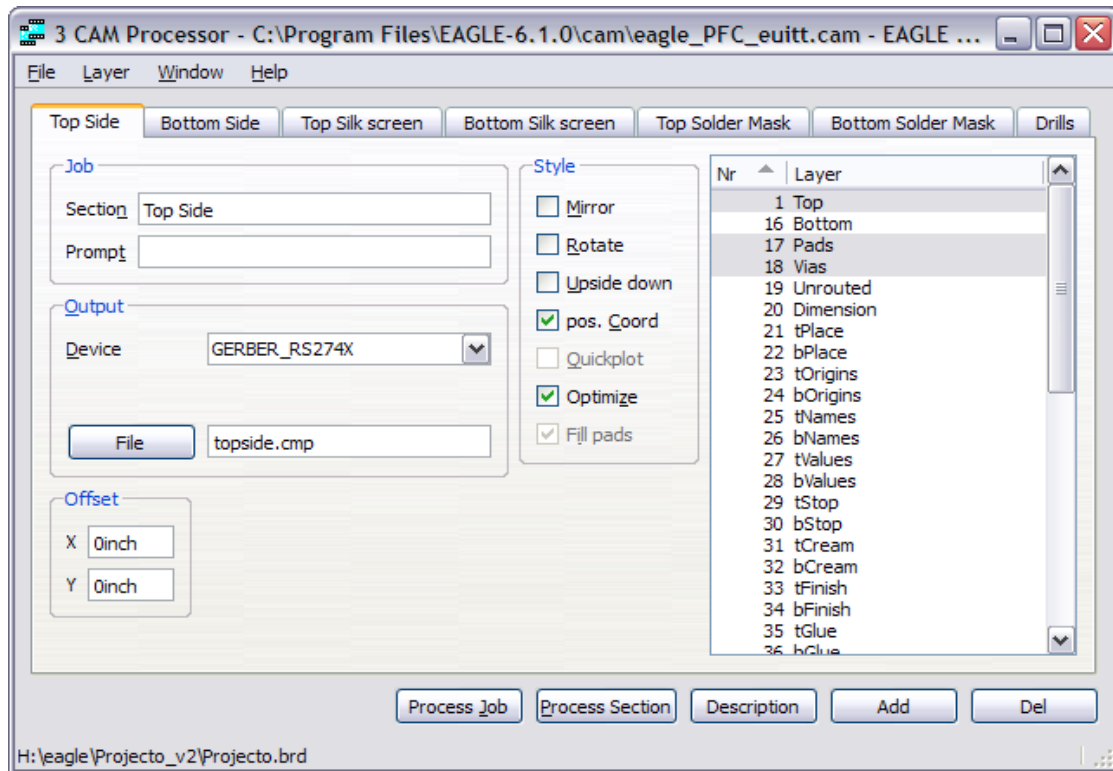 3 CAM Processor - C:\Program Files\EAGLE-6.1.0\cam\eagle_PFC_euitt.cam - EAGLE ...
File Layer Window Help
Top Side Bottom Side Top Silk screen Bottom Silk screen Top Solder Mask Bottom Solder Mask Drills
Job
Section Top Side
Prompt
Output
Device GERBER_RS274X
File topside.cmp
Offset
X 0inch
Y 0inch
Style
Mirror
Rotate
Upside down
pos. Coord
Quickplot
Optimize
Fill pads
Nr Layer
1 Top
16 Bottom
17 Pads
18 Vias
19 Unrouted
20 Dimension
21 tPlace
22 bPlace
23 tOrigins
24 bOrigins
25 tNames
26 bNames
27 tValues
28 bValues
29 tStop
30 bStop
31 tCream
32 bCream
33 tFinish
34 bFinish
35 tGlue
36 bGlue
Process Job Process Section Description Add Del
H:\eagle\Projecto_v2\Projecto.brd